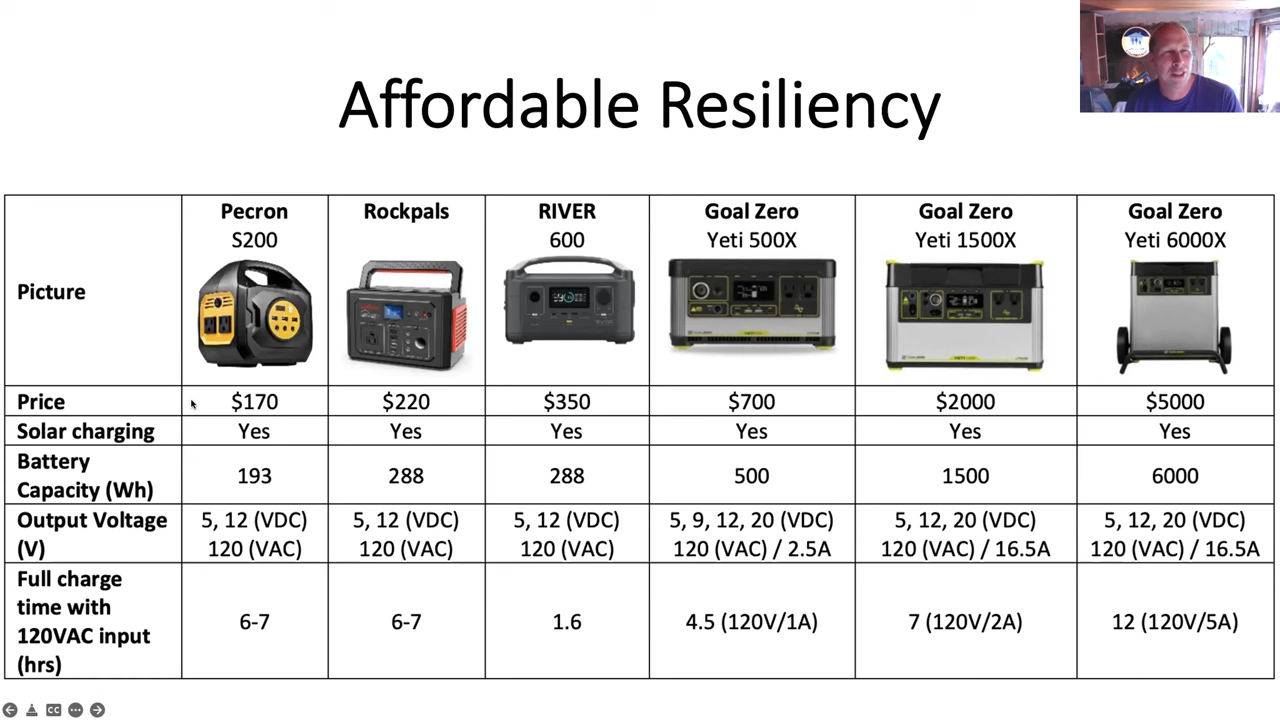 Affordable Resiliency
Picture
Pecron
S200
Rockpals
RIVER
600
Goal Zero
Yeti 500X
Goal Zero
Yeti 1500X
Goal Zero
Yeti 6000X
Price
$170
$220
$350
$700
$2000
$5000
Solar charging
Yes
Yes
Yes
Yes
Yes
Yes
Battery
Capacity (Wh)
193
288
288
500
1500
6000
Output Voltage
(V)
5, 12 (VDC)
120 (VAC)
5, 12 (VDC)
120 (VAC)
5, 12 (VDC)
120 (VAC)
5, 9, 12, 20 (VDC)
120 (VAC) / 2.5A
5, 12, 20 (VDC)
120 (VAC) / 16.5A
5, 12, 20 (VDC)
120 (VAC) / 16.5A
Full charge
time with
120VAC input
(hrs)
6-7
6-7
1.6
4.5 (120V/1A)
7 (120V/2A)
12 (120V/5A)
CC